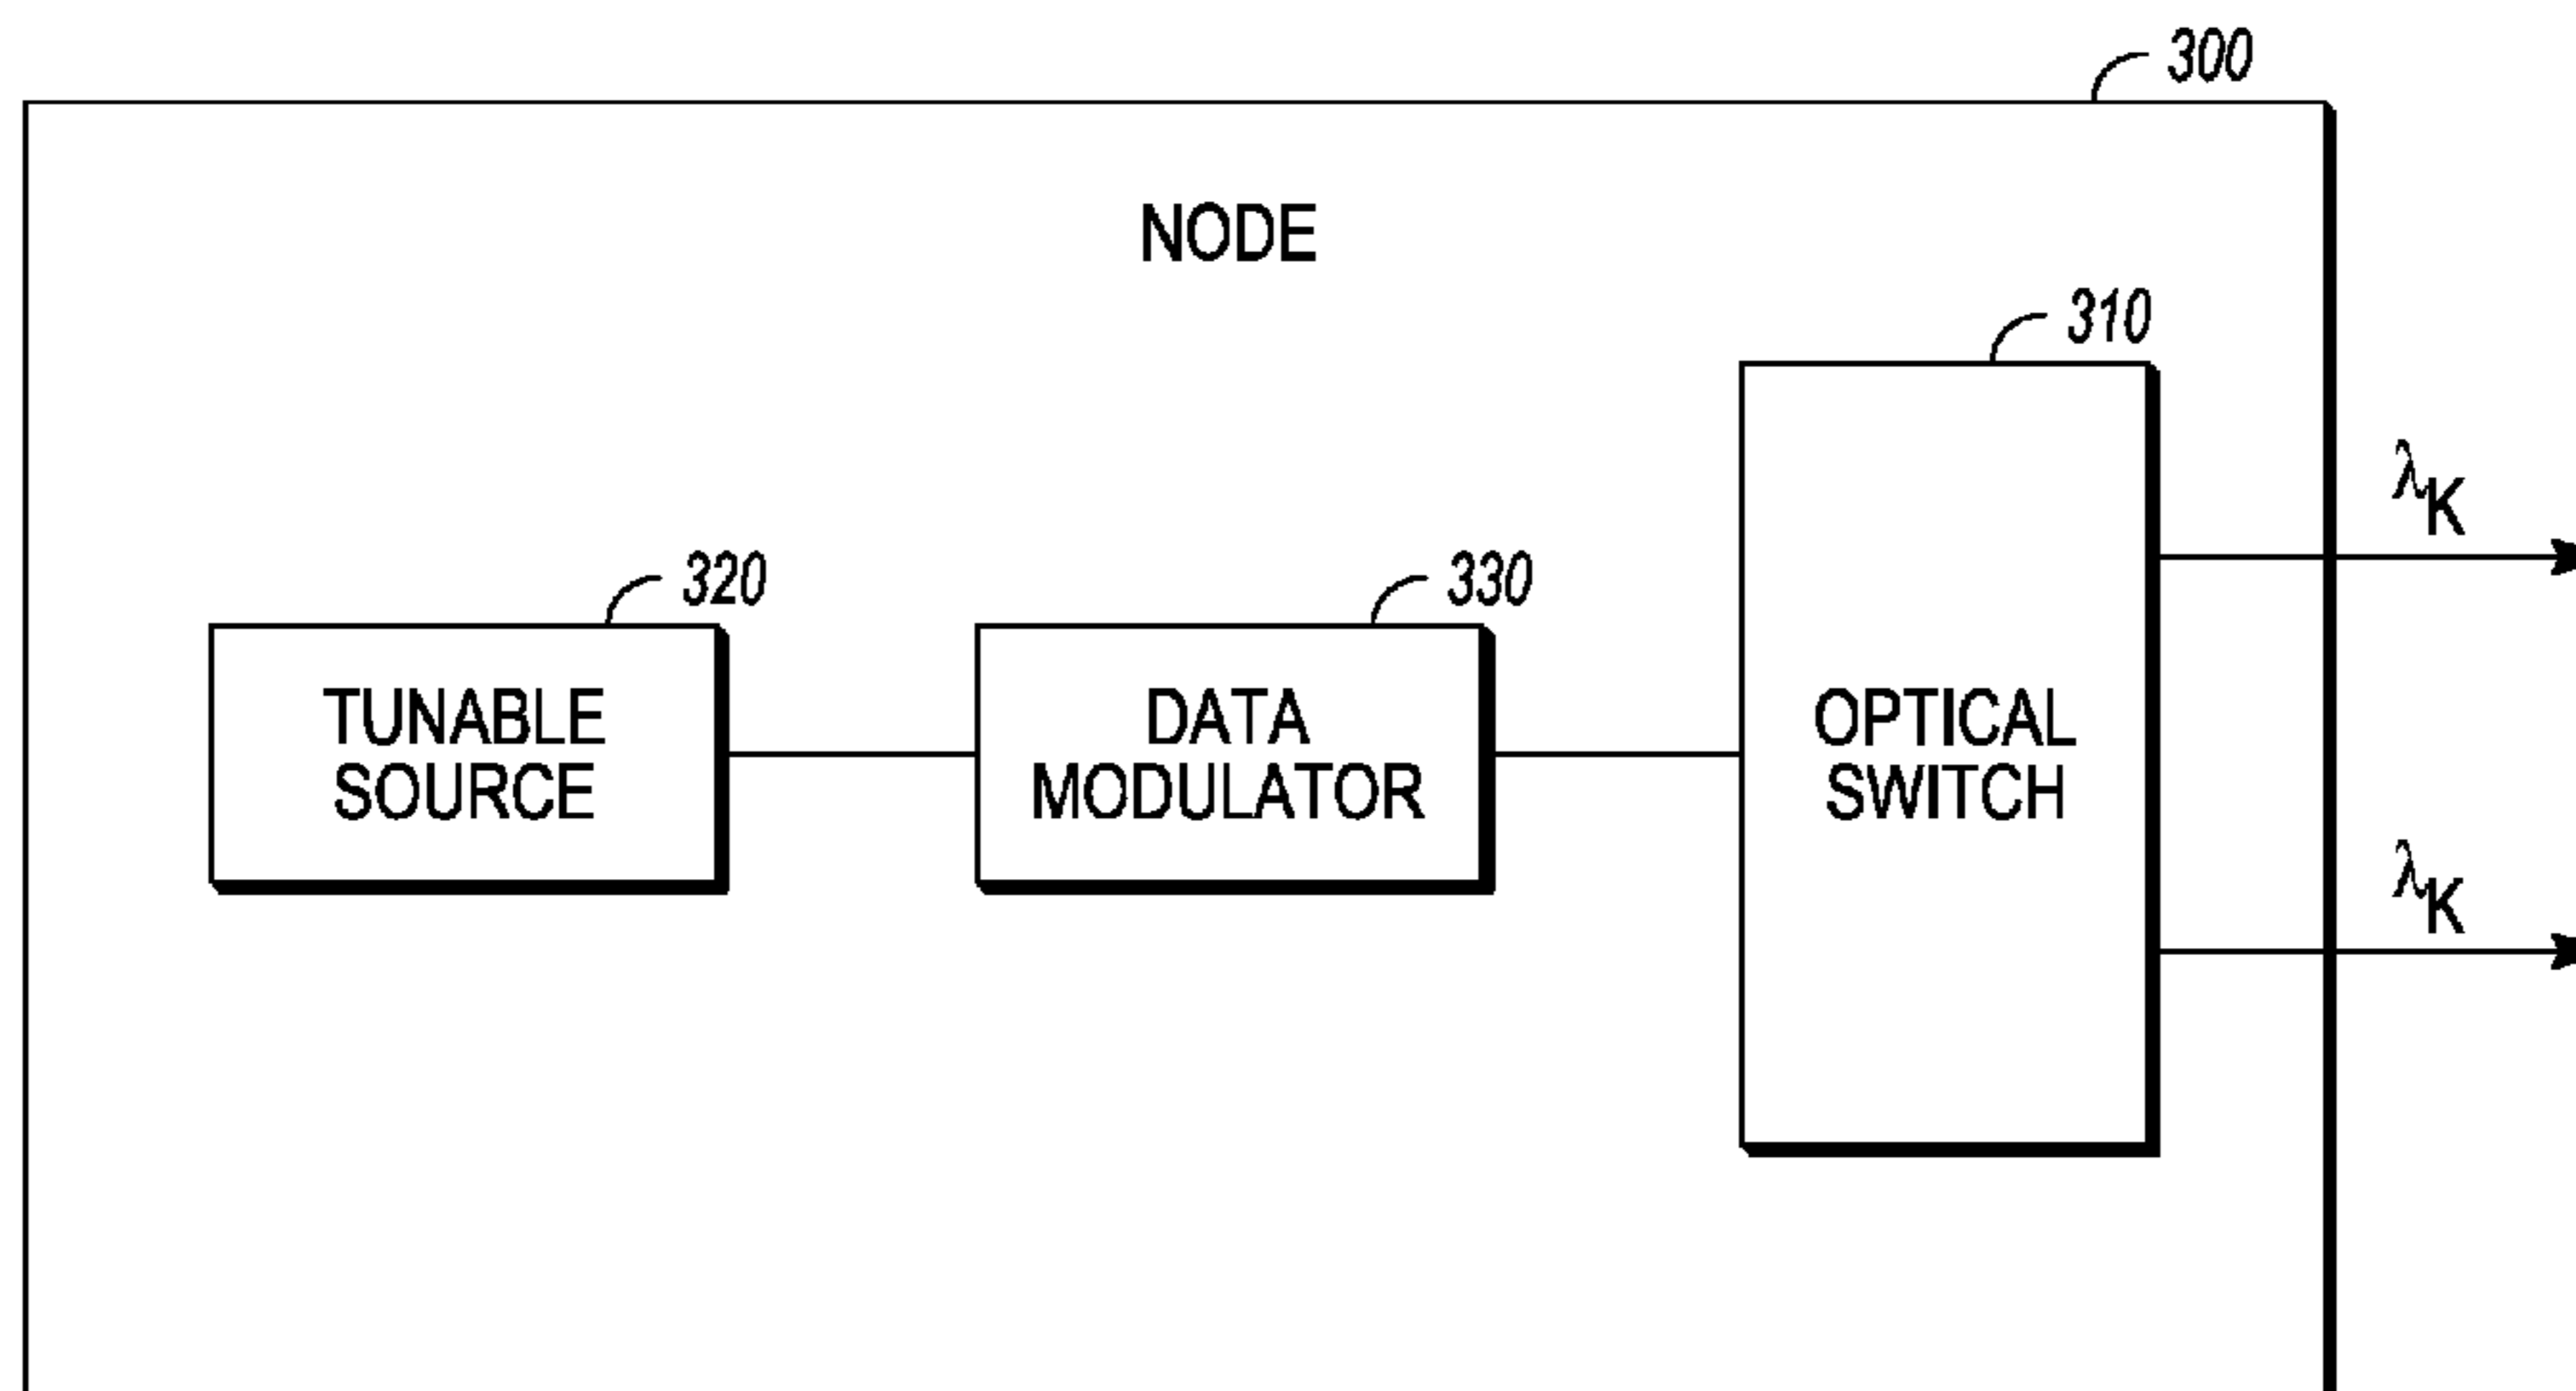 300
NODE
310
λK
320
330
TUNABLE
SOURCE
DATA
MODULATOR
OPTICAL
SWITCH
λK